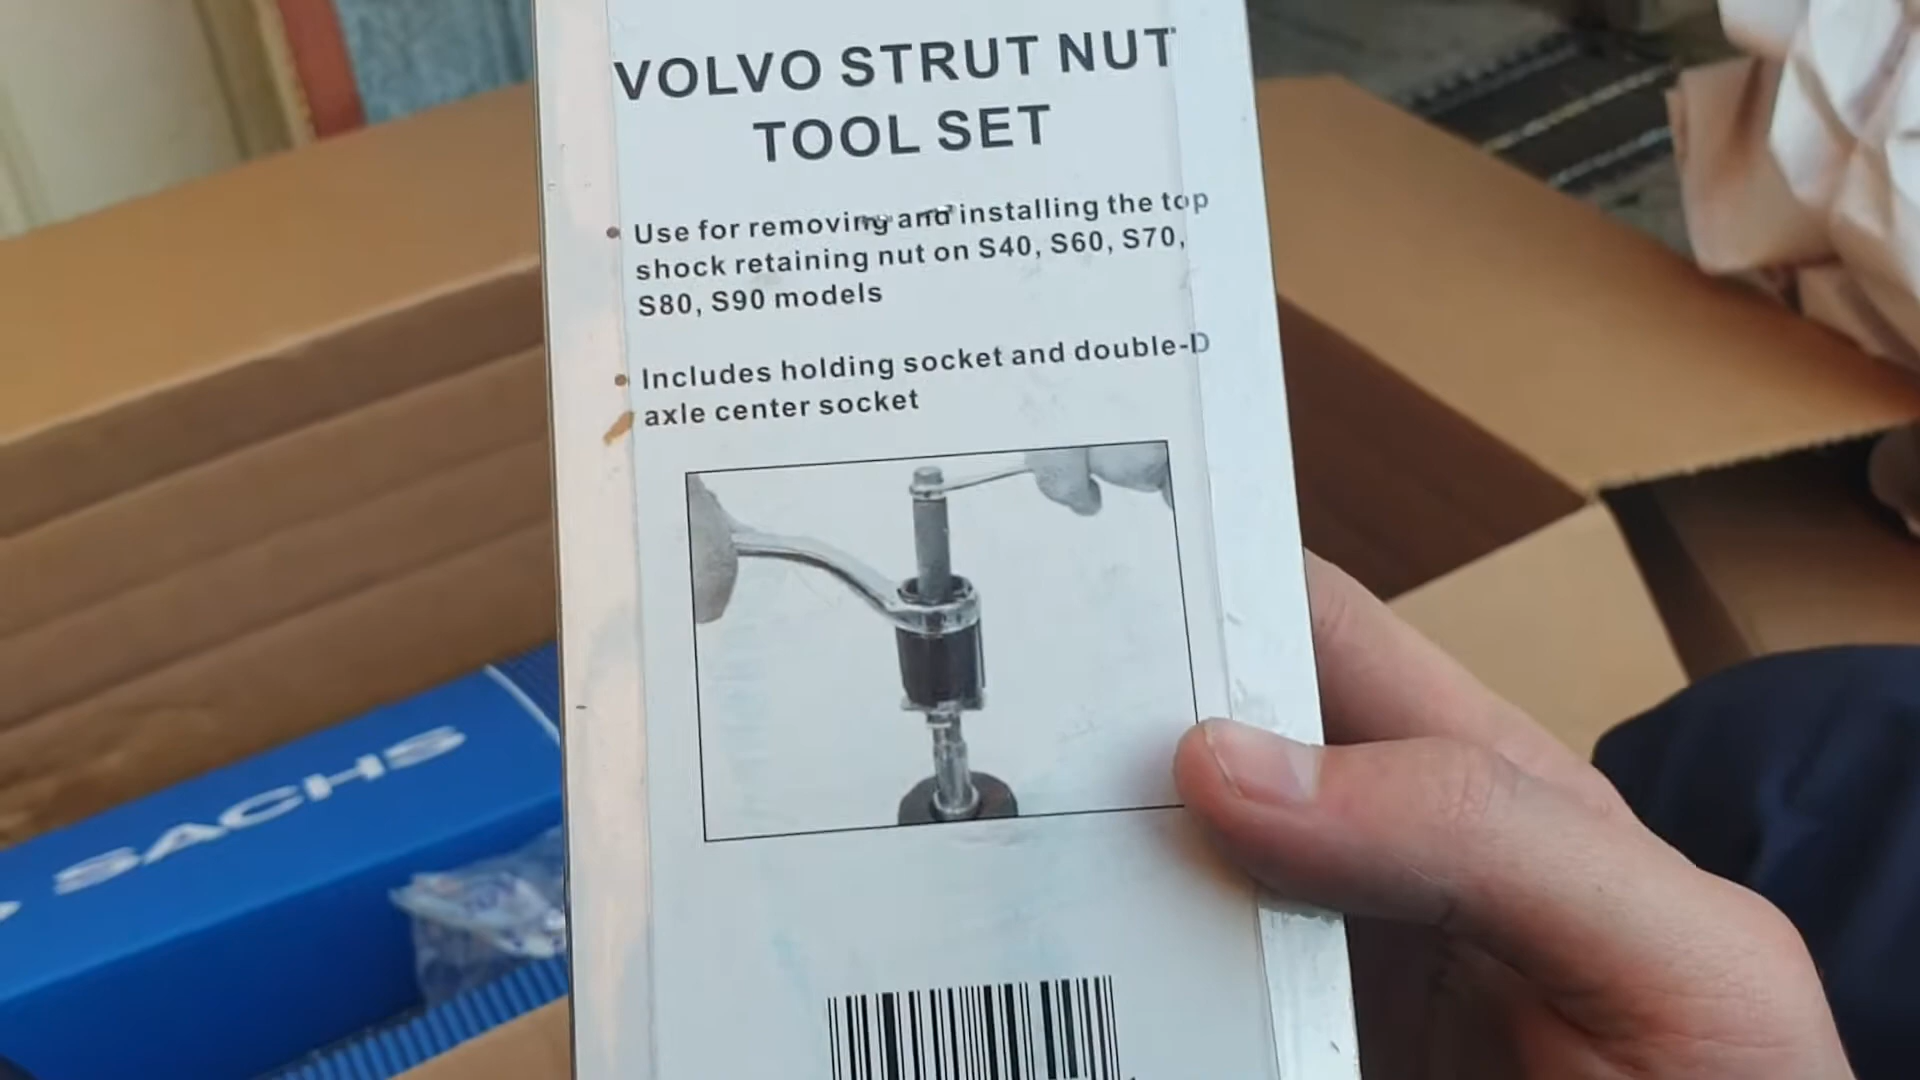 VOLVO STRUT NUT
TOOL SET
• Use for removing and installing the top
shock retaining nut on S40, S60, S70,
S80, S90 models
• Includes holding socket and double-D
axle center socket
SACHS